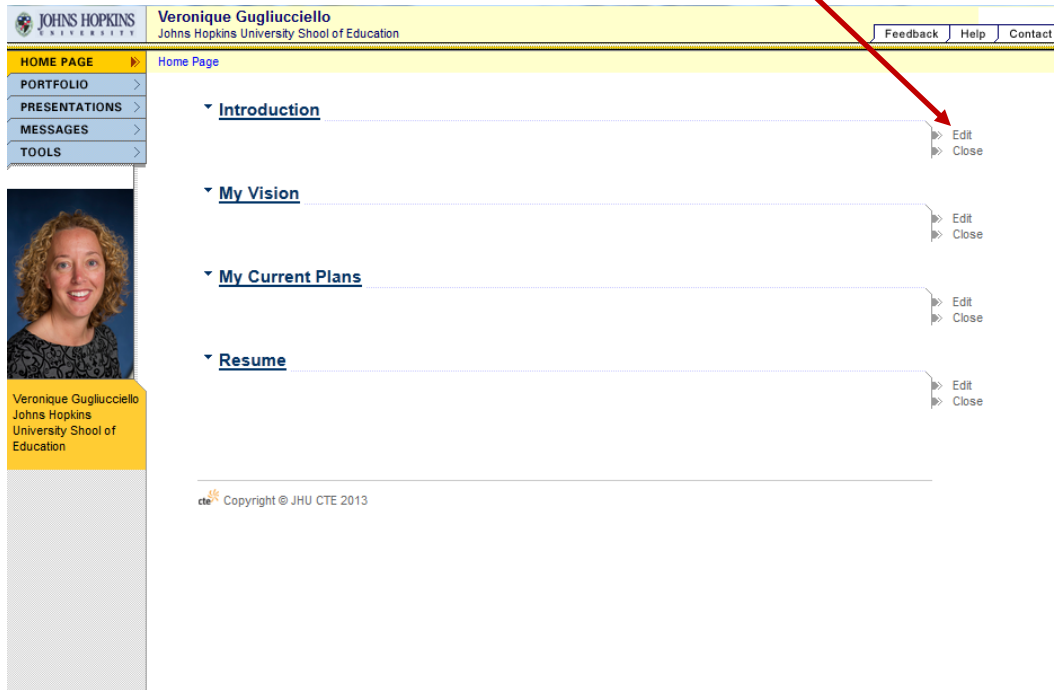 JOHNS HOPKINS
UNIVERSITY
Veronique Gugliucciello
Johns Hopkins University Shool of Education
Feedback
Help
Contact
HOME PAGE
PORTFOLIO
PRESENTATIONS
MESSAGES
TOOLS
Home Page
Introduction
Edit
Close
My Vision
Edit
Close
My Current Plans
Edit
Close
Resume
Edit
Close
Veronique Gugliucciello
Johns Hopkins
University Shool of
Education
cte Copyright © JHU CTE 2013